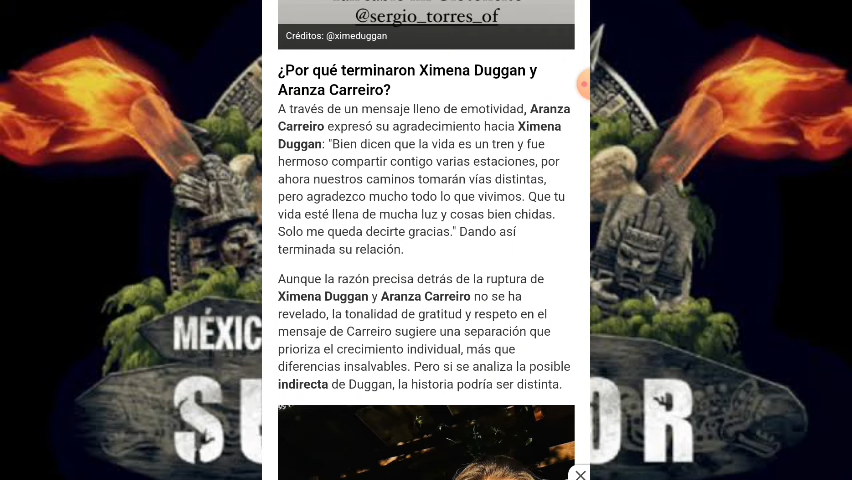 @sergio_torres_of
Créditos: @ximeduggan
¿Por qué terminaron Ximena Duggan y
Aranza Carreiro?
A través de un mensaje lleno de emotividad, Aranza
Carreiro expresó su agradecimiento hacia Ximena
Duggan: "Bien dicen que la vida es un tren y fue
hermoso compartir contigo varias estaciones, por
ahora nuestros caminos tomarán vías distintas,
pero agradezco mucho todo lo que vivimos. Que tu
vida esté llena de mucha luz y cosas bien chidas.
Solo me queda decirte gracias." Dando así
terminada su relación.
Aunque la razón precisa detrás de la ruptura de
Ximena Duggan y Aranza Carreiro no se ha
revelado, la tonalidad de gratitud y respeto en el
mensaje de Carreiro sugiere una separación que
prioriza el crecimiento individual, más que
diferencias insalvables. Pero si se analiza la posible
indirecta de Duggan, la historia podría ser distinta.
MÉXIC
SU
OR